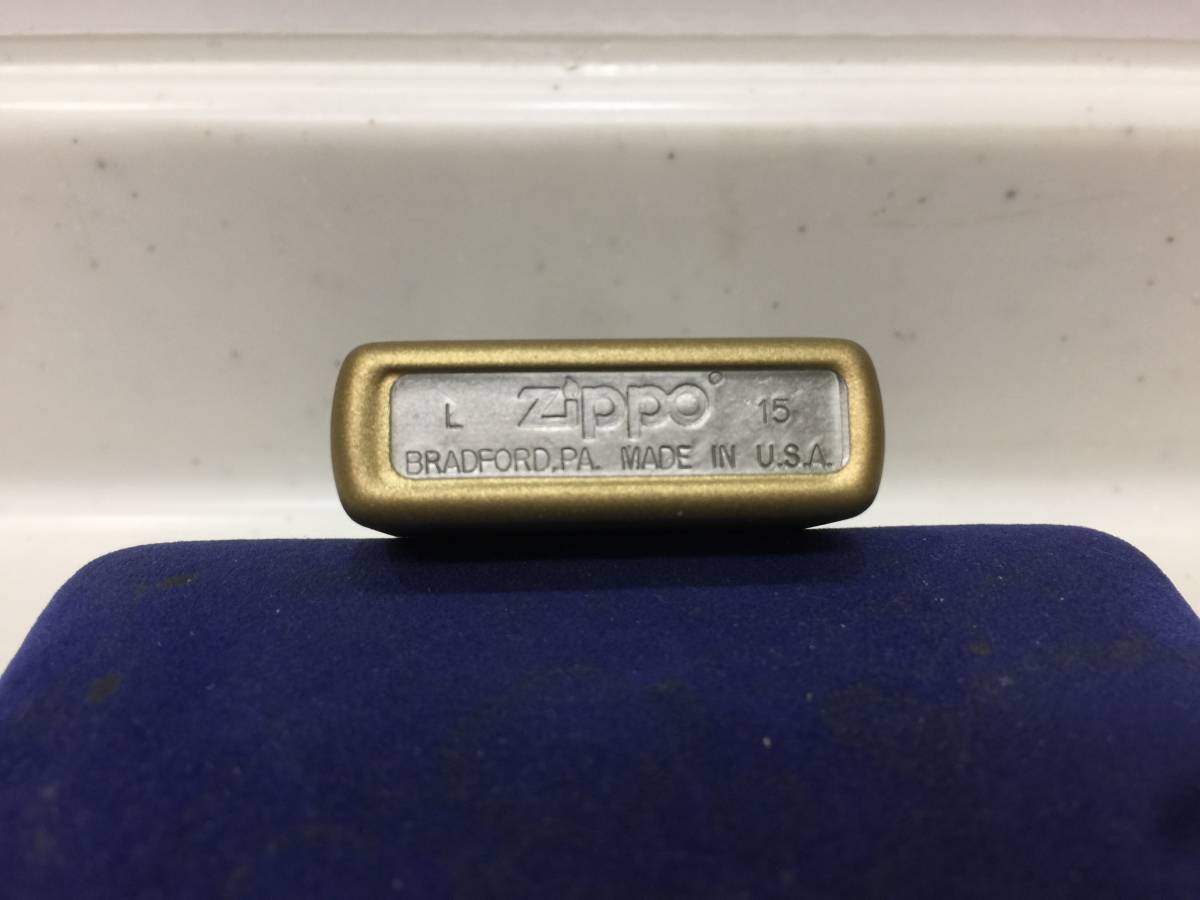 L Zippo° 15
BRADFORD, PA. MADE IN U.S.A.